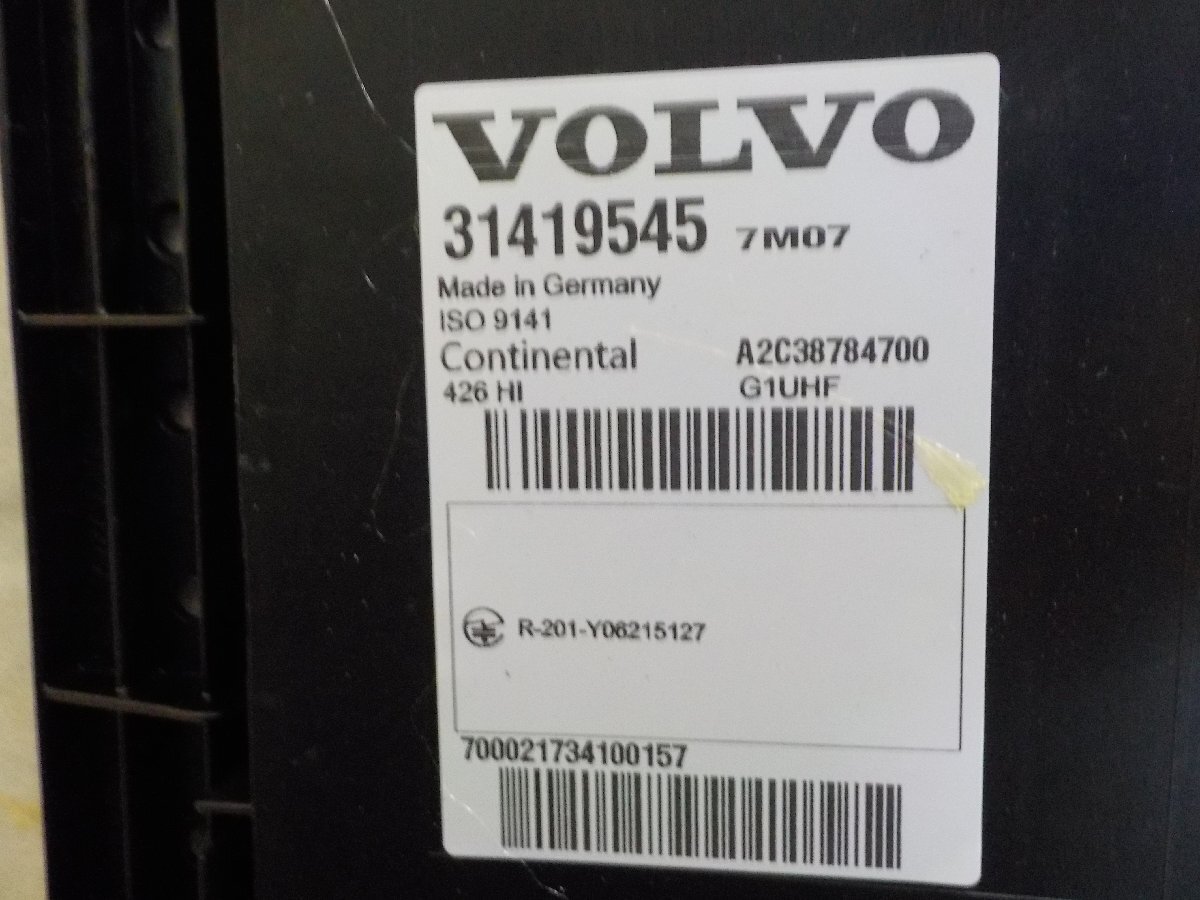 VOLVO
31419545 7M07
Made in Germany
ISO 9141
Continental A2C38784700
426 HI G1UHF
R-201-Y06215127
700021734100157